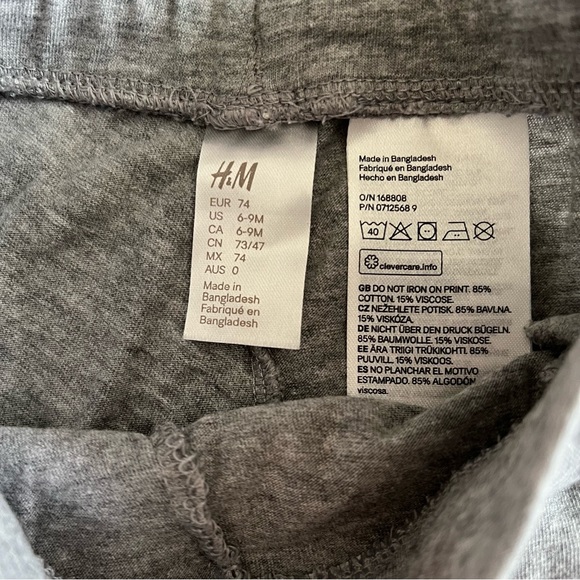 H&M
EUR 74
US 6-9M
CA 6-9M
CN 73/47
MX 74
AUS 0
Made in
Bangladesh
Fabriqué en
Bangladesh
Made in Bangladesh
Fabriqué en Bangladesh
Hecho en Bangladesh
O/N 168808
P/N 0712568 9
40
clevercare.info
GB DO NOT IRON ON PRINT. 85%
COTTON. 15% VISCOSE.
CZ NEŽEHLETE POTISK. 85% BAVLNA.
15% VISKÓZA.
DE NICHT ÜBER DEN DRUCK BÜGELN.
85% BAUMWOLLE. 15% VISKOSE.
EE ÄRA TRIIGI TRÜKIKOHTI. 85%
PUUVILL. 15% VISKOOS.
ES NO PLANCHAR EL MOTIVO
ESTAMPADO. 85% ALGODÓN
viscosa.